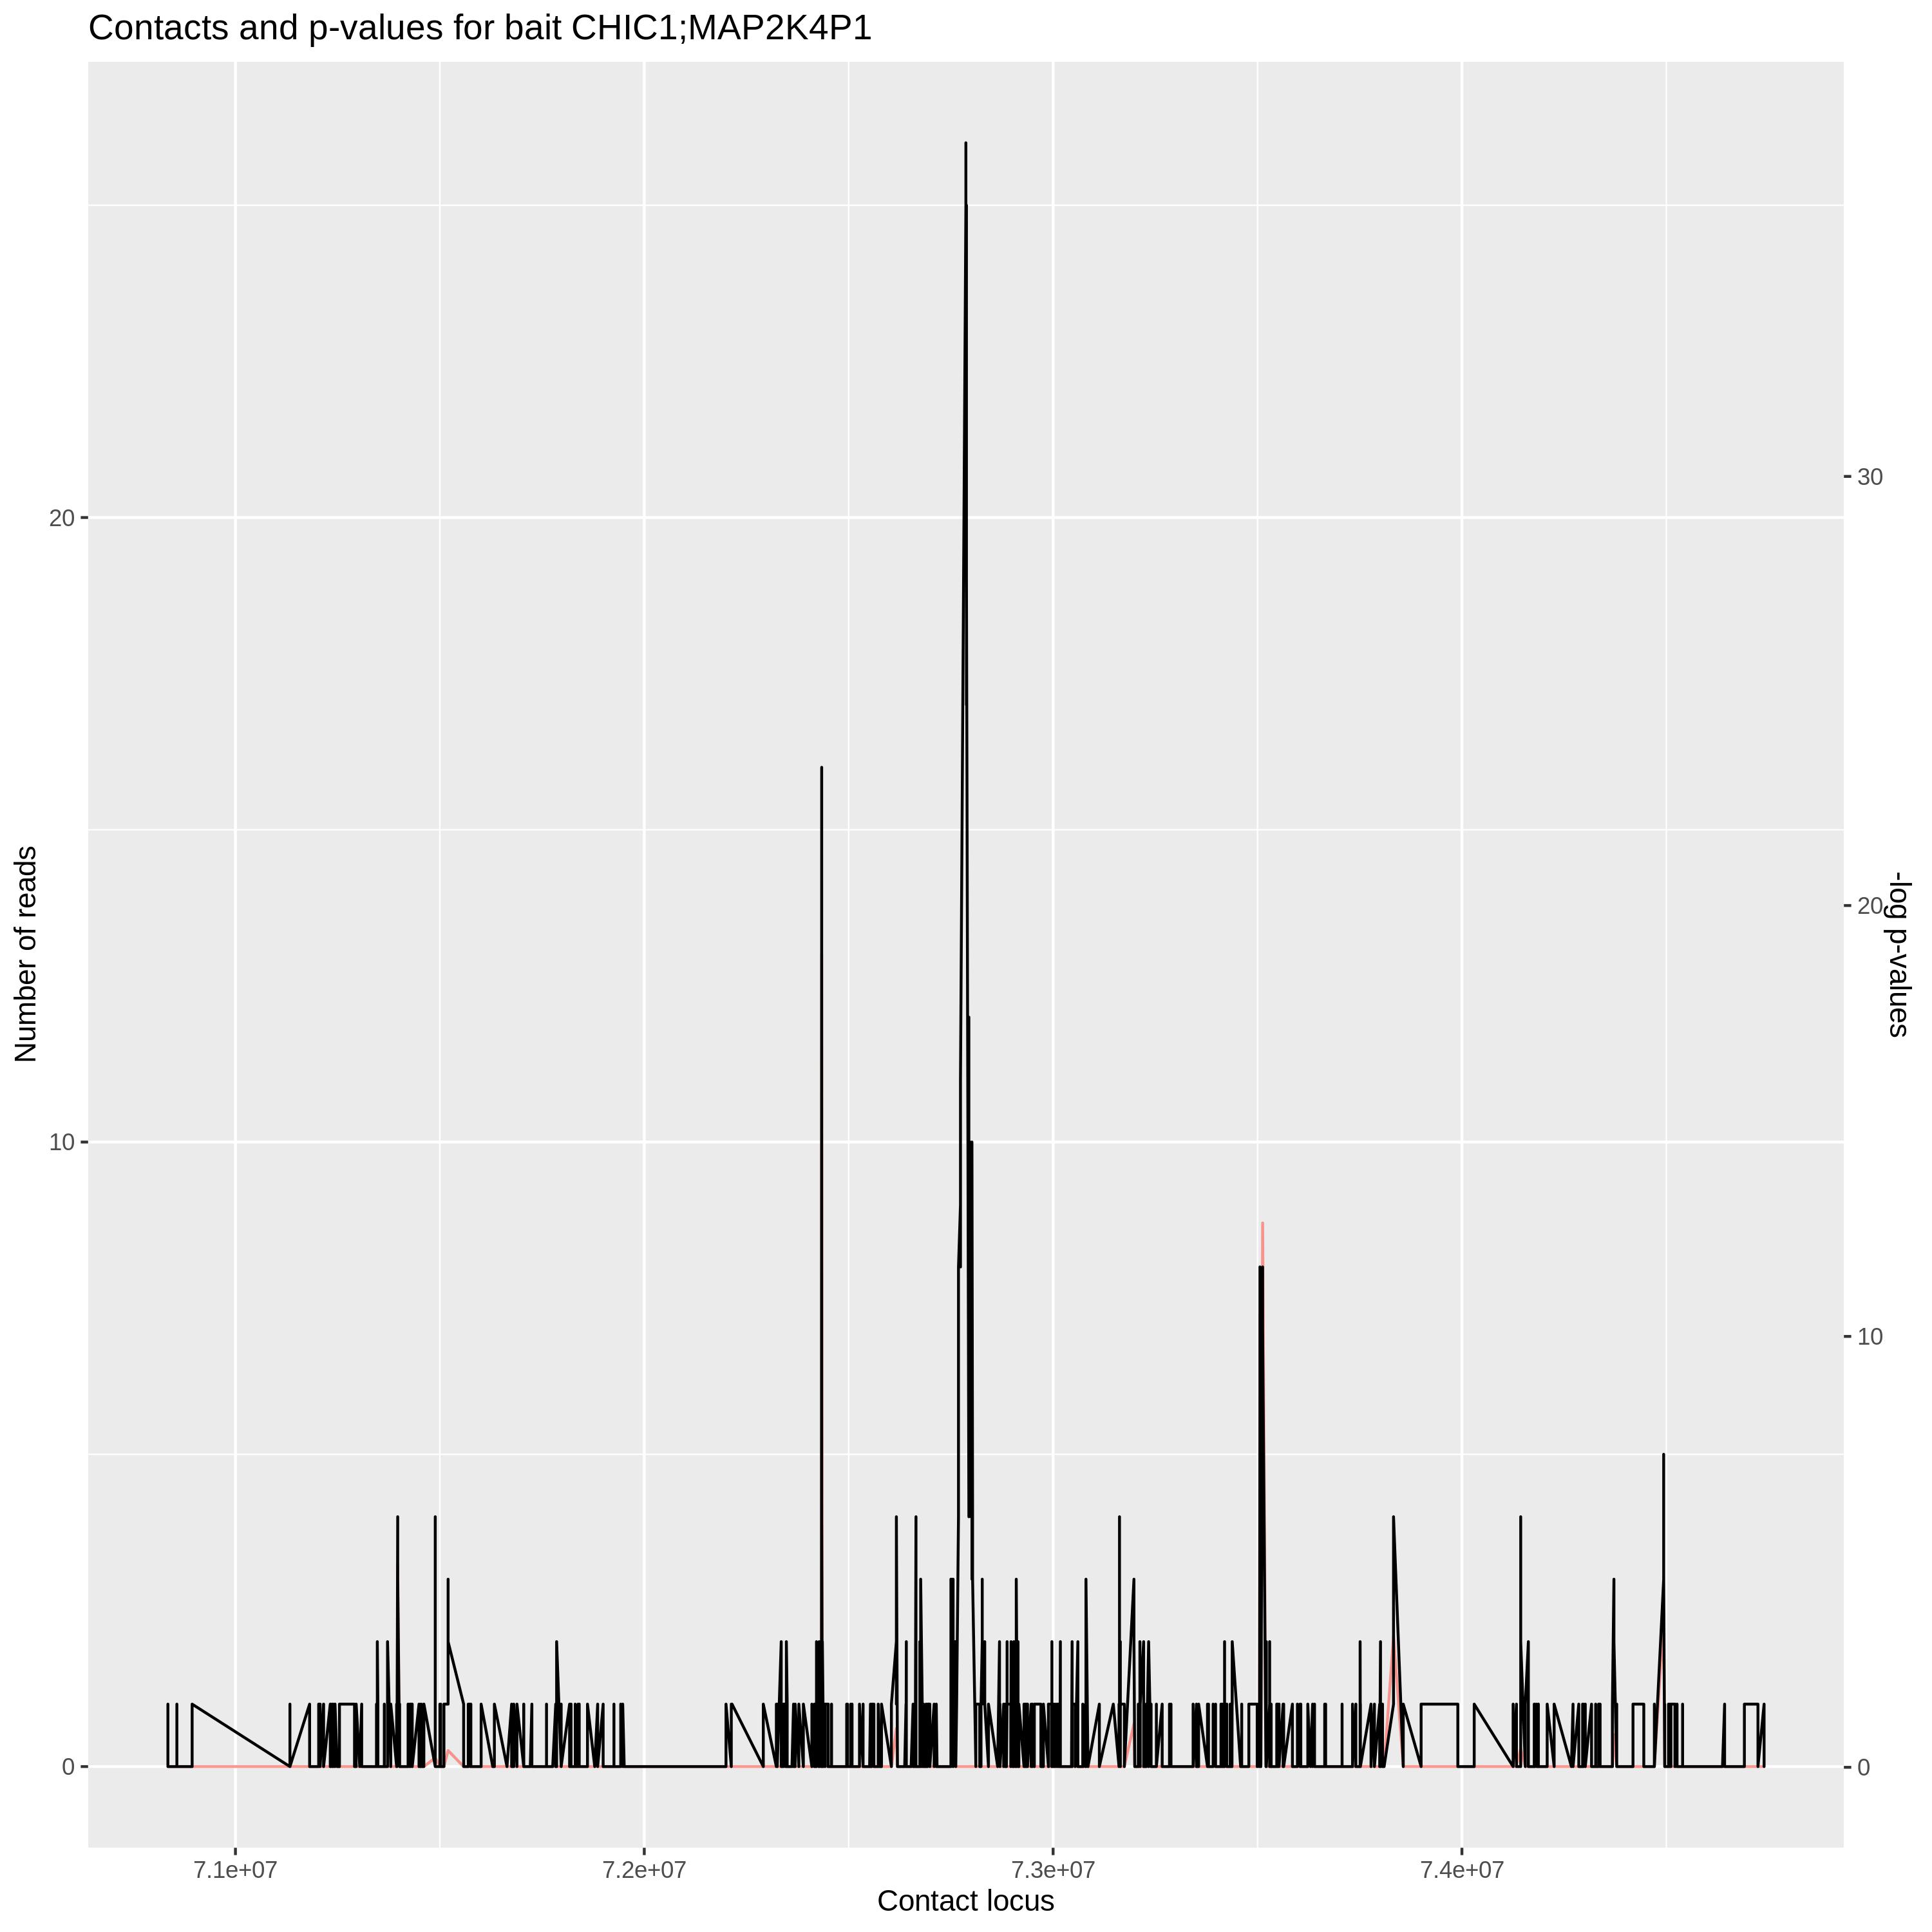 Contacts and p-values for bait CHIC1;MAP2K4P1
Number of reads
20
10
0
30
20
10
0
-log p-values
7.1e+07
7.2e+07
7.3e+07
7.4e+07
Contact locus